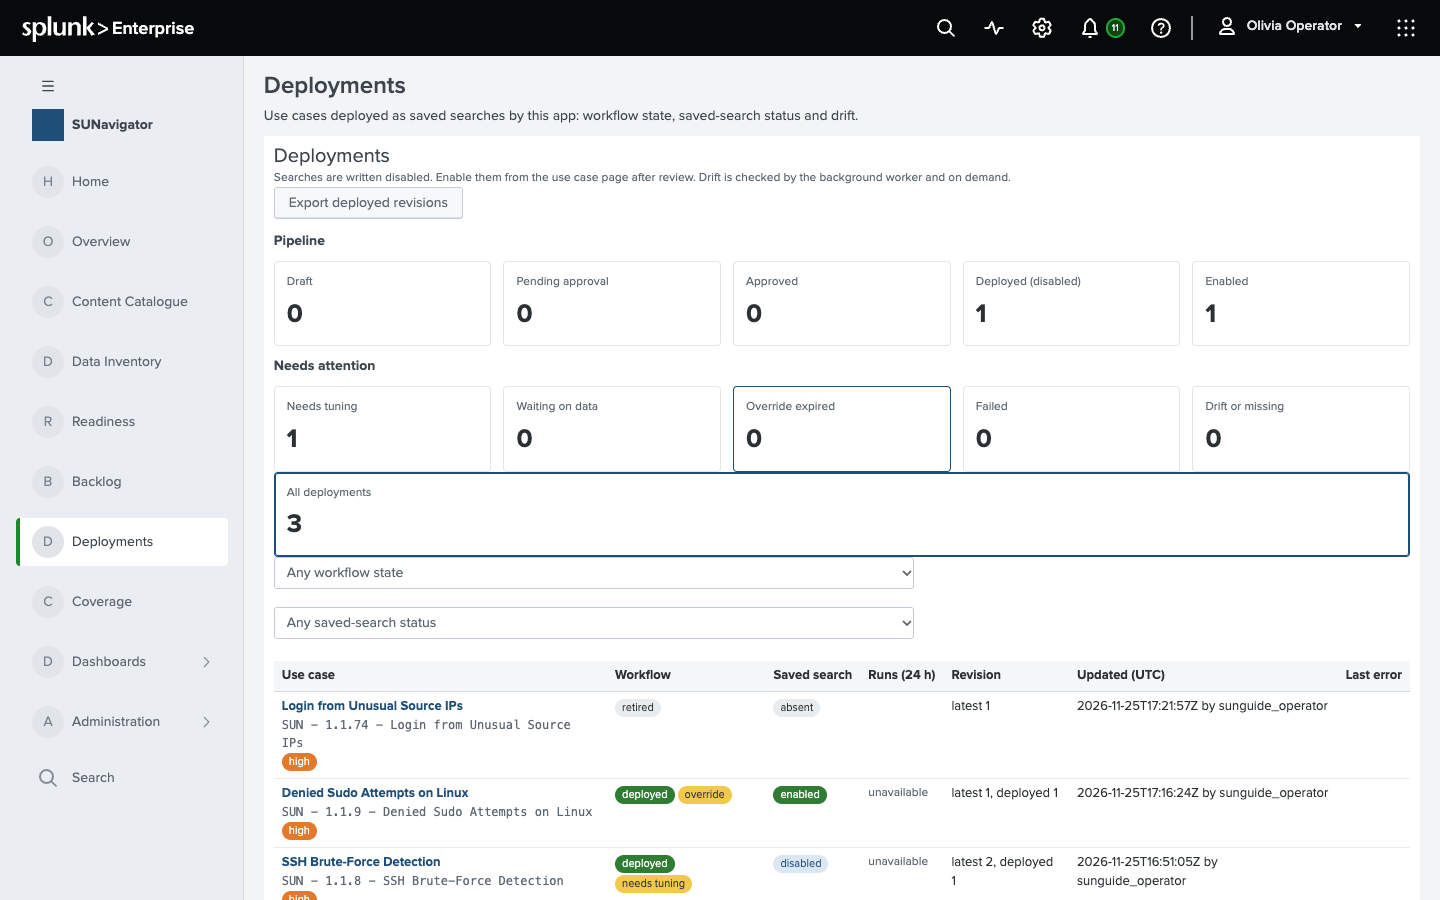 splunk>Enterprise
11
Olivia Operator
SUNavigator
H Home
O Overview
C Content Catalogue
D Data Inventory
R Readiness
B Backlog
D Deployments
C Coverage
D Dashboards
A Administration
Search
Deployments
Use cases deployed as saved searches by this app: workflow state, saved-search status and drift.
Deployments
Searches are written disabled. Enable them from the use case page after review. Drift is checked by the background worker and on demand.
Export deployed revisions
Pipeline
Draft
0
Pending approval
0
Approved
0
Deployed (disabled)
1
Enabled
1
Needs attention
Needs tuning
1
Waiting on data
0
Override expired
0
Failed
0
Drift or missing
0
All deployments
3
Any workflow state
Any saved-search status
Use case Workflow Saved search Runs (24 h) Revision Updated (UTC) Last error
Login from Unusual Source IPs retired absent latest 1 2026-11-25T17:21:57Z by sunguide_operator
SUN - 1.1.74 - Login from Unusual Source
IPs
high
Denied Sudo Attempts on Linux deployed override enabled unavailable latest 1, deployed 1 2026-11-25T17:16:24Z by sunguide_operator
SUN - 1.1.9 - Denied Sudo Attempts on Linux
high
SSH Brute-Force Detection deployed disabled unavailable latest 2, deployed 2026-11-25T16:51:05Z by
SUN - 1.1.8 - SSH Brute-Force Detection needs tuning 1 sunguide_operator
high